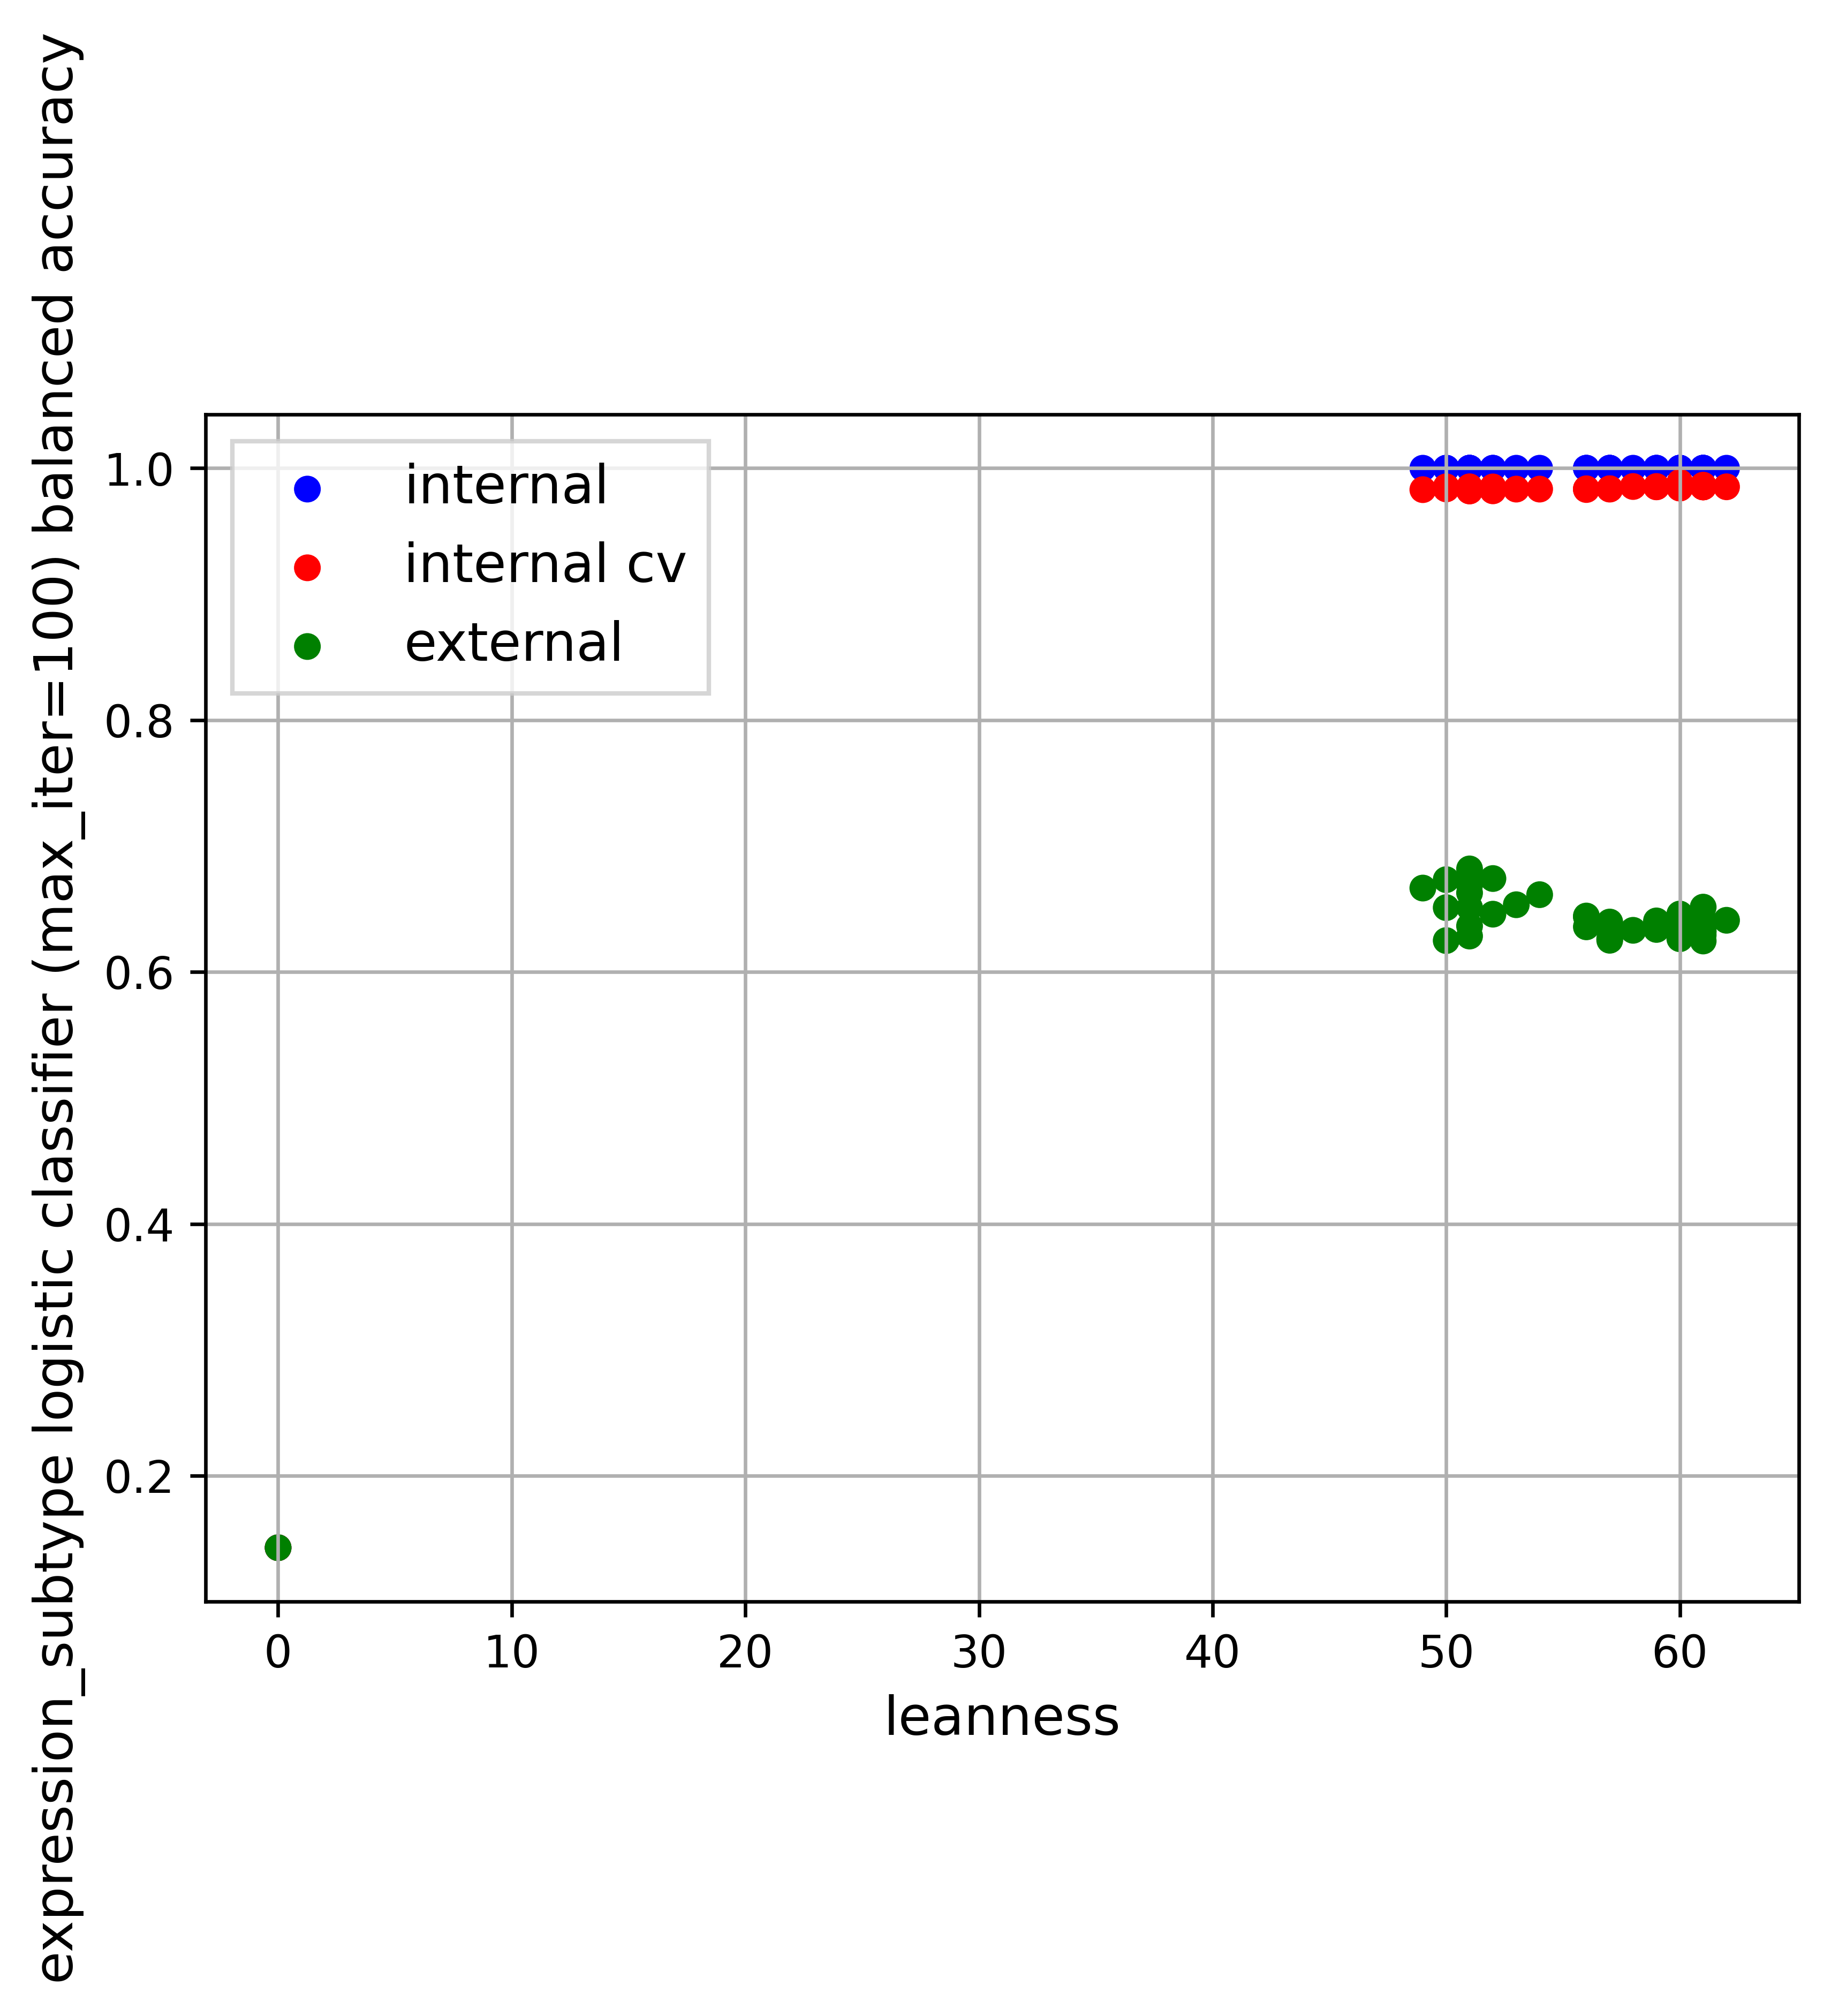 expression_subtype logistic classifier (max_iter=100) balanced accuracy
1.0
0.8
0.6
0.4
0.2
internal
internal cv
external
0 10 20 30 40 50 60
leanness